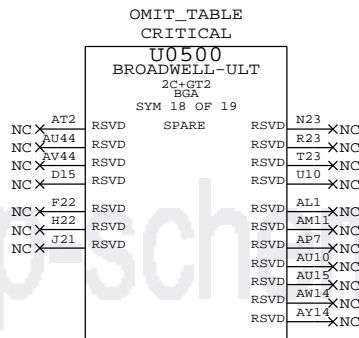 OMIT_TABLE
CRITICAL
U0500
BROADWELL-ULT
2C+GT2
BGA
SYM 18 OF 19
SPARE
NC AT2 RSVD RSVD N23 NC
NC AU44 RSVD RSVD R23 NC
NC AV44 RSVD RSVD T23 NC
NC D15 RSVD RSVD U10 NC
NC F22 RSVD RSVD AL1 NC
NC H22 RSVD RSVD AM11 NC
NC J21 RSVD RSVD AP7 NC
RSVD AU10 NC
RSVD AU15 NC
RSVD AW14 NC
RSVD AY14 NC
p-schem